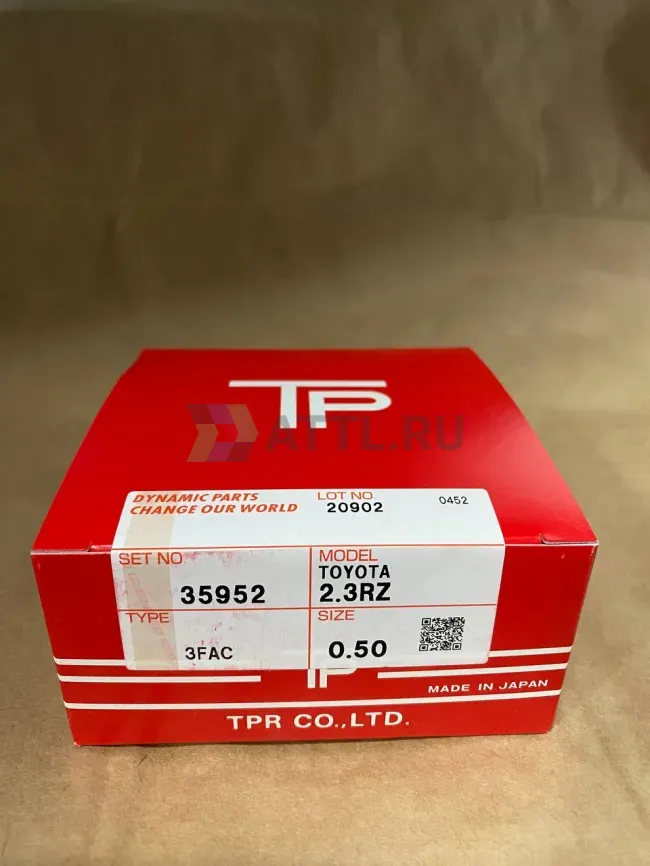 TP
ATTL.RU
DYNAMIC PARTS
CHANGE OUR WORLD
LOT NO
20902
0452
SET NO.
35952
MODEL
TOYOTA
2.3RZ
TYPE
3FAC
SIZE
0.50
TP
MADE IN JAPAN
TPR CO.,LTD.